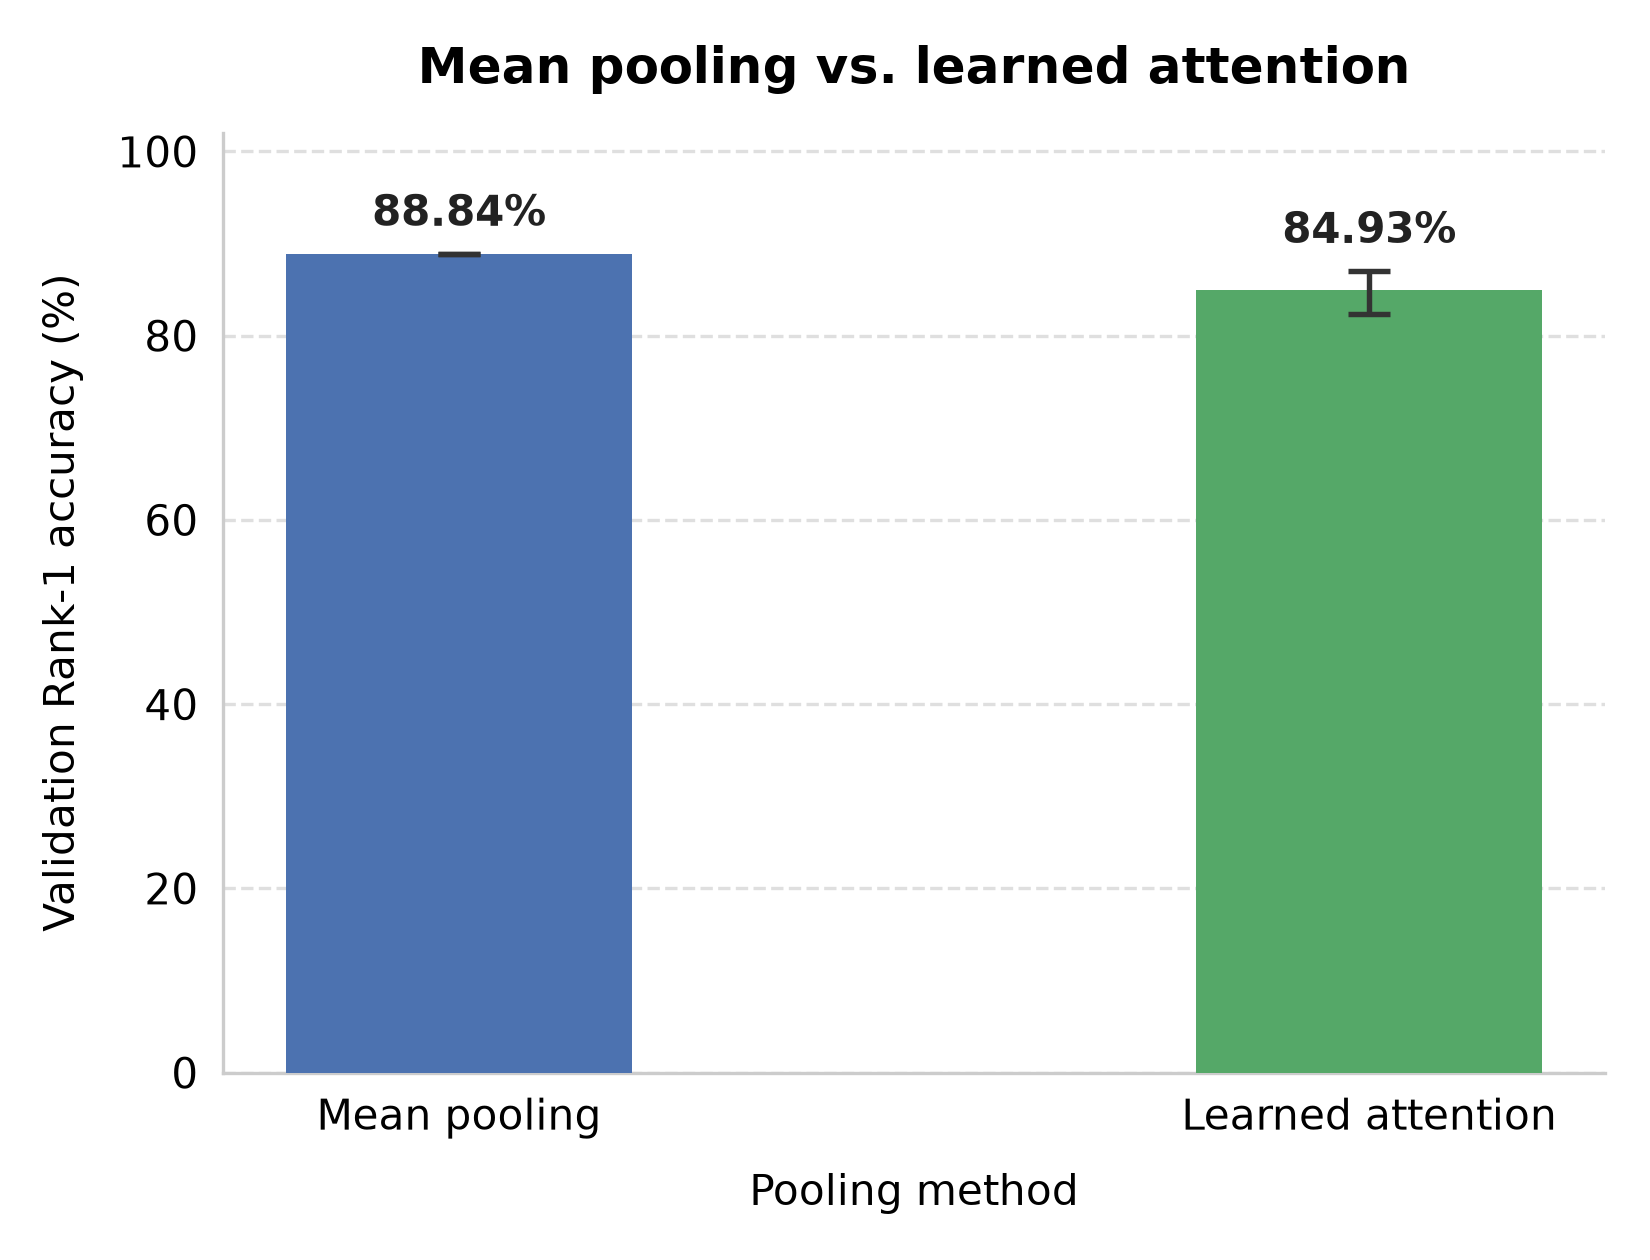 Mean pooling vs. learned attention
Validation Rank-1 accuracy (%)
100
80
60
40
20
0
88.84%
84.93%
Mean pooling
Learned attention
Pooling method